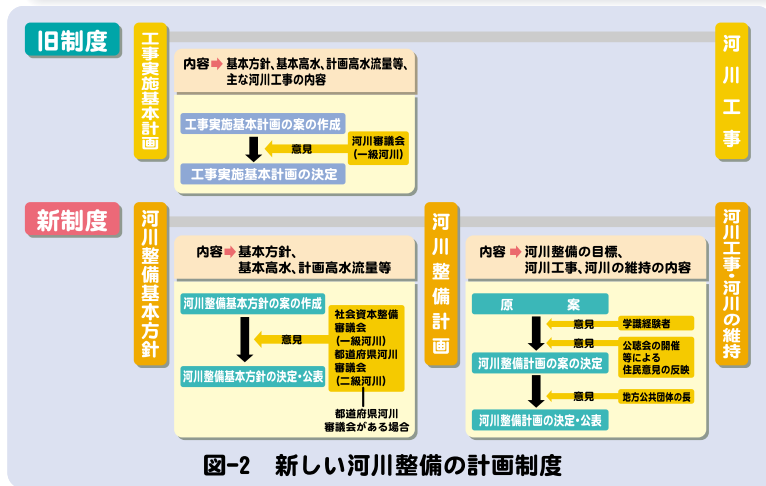 旧制度
工事実施基本計画
内容➡基本方針、基本高水、計画高水流量等、
主な河川工事の内容
工事実施基本計画の案の作成
意見
河川審議会
(一級河川)
工事実施基本計画の決定
河川工事
新制度
河川整備基本方針
内容➡基本方針、
基本高水、計画高水流量等
河川整備基本方針の案の作成
意見
社会資本整備
審議会
(一級河川)
都道府県河川
審議会
(二級河川)
河川整備基本方針の決定・公表
都道府県河川
審議会がある場合
河川整備計画
内容➡河川整備の目標、
河川工事、河川の維持の内容
原 案
意見
学識経験者
意見
公聴会の開催
等による
住民意見の反映
河川整備計画の案の決定
意見
地方公共団体の長
河川整備計画の決定・公表
河川工事・河川の維持
図-2 新しい河川整備の計画制度